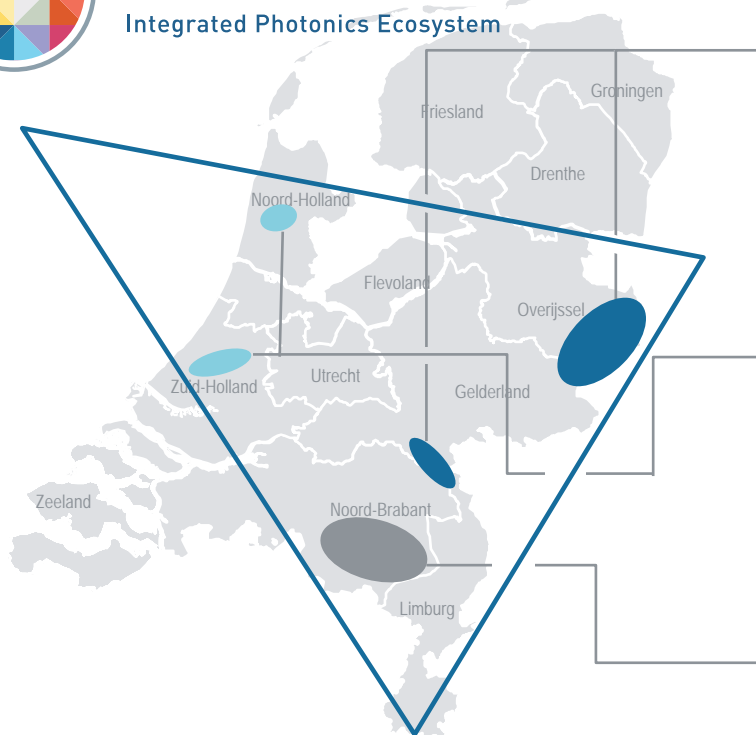 Integrated Photonics Ecosystem
Groningen
Friesland
Drenthe
Noord-Holland
Flevoland
Overijssel
Utrecht
Zuid-Holland
Gelderland
Zeeland
Noord-Brabant
Limburg